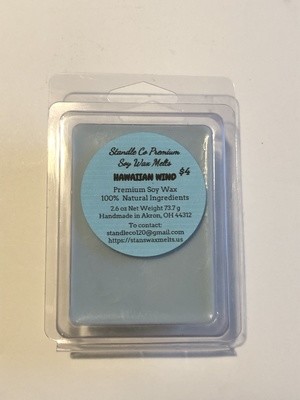 Standle Co Premium
Soy Wax Melts
HAWAIIAN WIND $4
Premium Soy Wax
100% Natural Ingredients
2.6 oz Net Weight 73.7 g
Handmade in Akron, OH 44312
To contact:
standleco120@gmail.com
https://stanswaxmelts.us